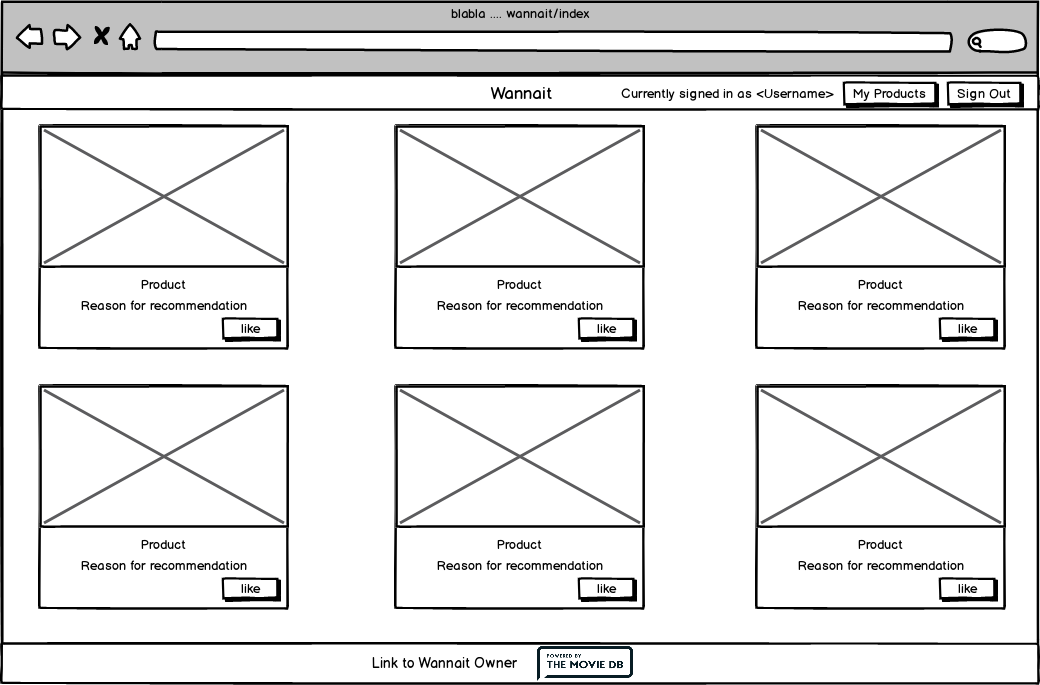 blabla .... wannait/index
Wannait
Currently signed in as <Username>
My Products
Sign Out
Product
Reason for recommendation
like
Product
Reason for recommendation
like
Product
Reason for recommendation
like
Product
Reason for recommendation
like
Product
Reason for recommendation
like
Product
Reason for recommendation
like
Link to Wannait Owner
POWERED BY
THE MOVIE DB